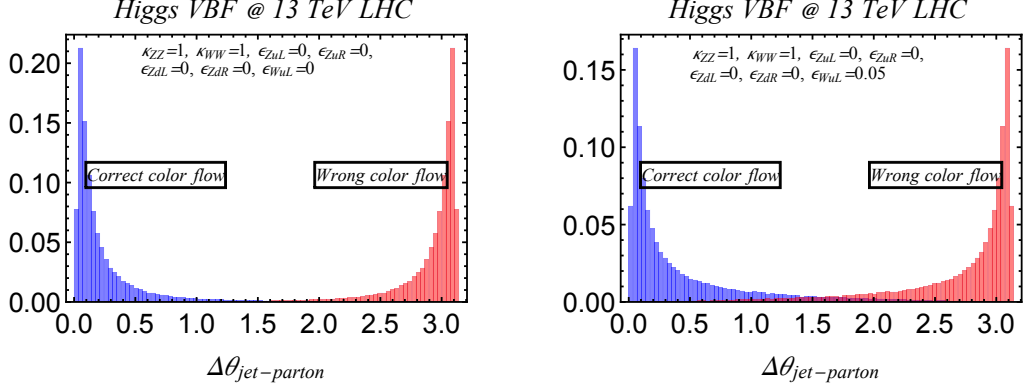 Higgs VBF @ 13 TeV LHC
κZZ=1, κWW=1, ϵZuL=0, ϵZuR=0,
ϵZdL=0, ϵZdR=0, ϵWuL=0
0.20
0.15
0.10
0.05
0.00
Correct color flow
Wrong color flow
0.0 0.5 1.0 1.5 2.0 2.5 3.0
Δθjet−parton
Higgs VBF @ 13 TeV LHC
κZZ=1, κWW=1, ϵZuL=0, ϵZuR=0,
ϵZdL=0, ϵZdR=0, ϵWuL=0.05
0.15
0.10
0.05
0.00
Correct color flow
Wrong color flow
0.0 0.5 1.0 1.5 2.0 2.5 3.0
Δθjet−parton